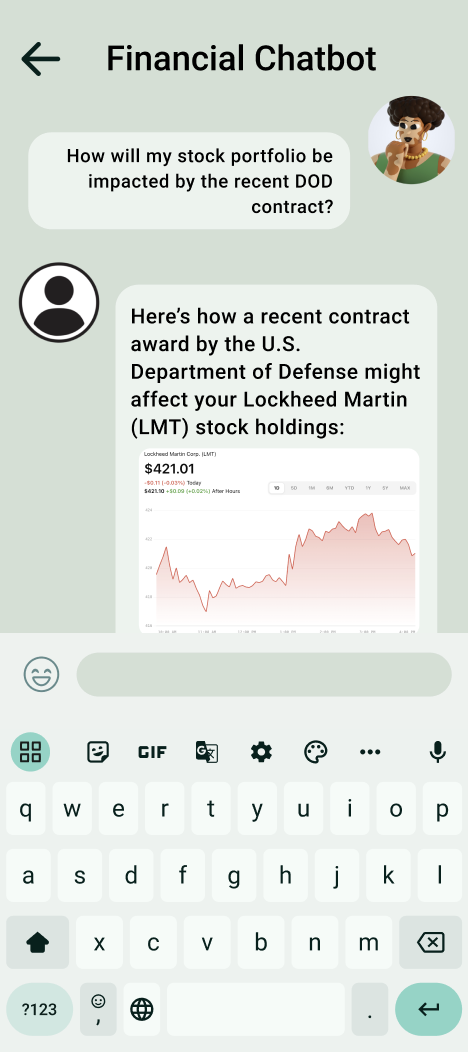 Financial Chatbot
How will my stock portfolio be
impacted by the recent DOD
contract?
Here’s how a recent contract
award by the U.S.
Department of Defense might
affect your Lockheed Martin
(LMT) stock holdings:
Lockheed Martin Corp. (LMT)
$421.01
-$0.11 (-0.03%) Today
$421.10 +$0.09 (+0.02%) After Hours
1D 5D 1M 6M YTD 1Y 5Y MAX
GIF
q w e r t y u i o p
a s d f g h j k l
x c v b n m
?123 , .